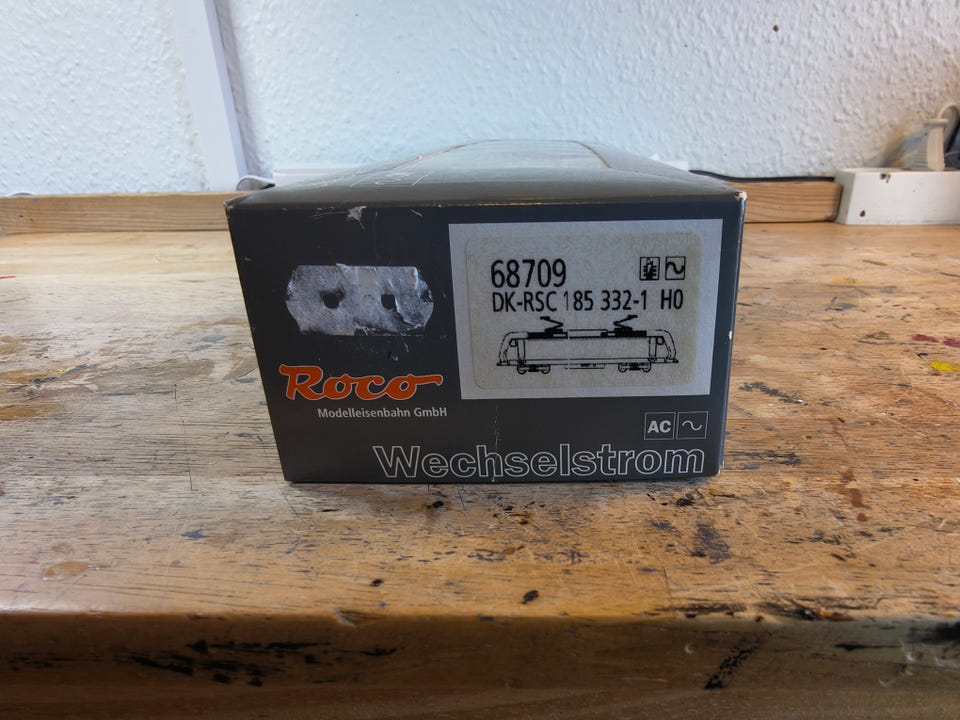 68709
DK-RSC 185 332-1 H0
Roco
Modelleisenbahn GmbH
AC
Wechselstrom